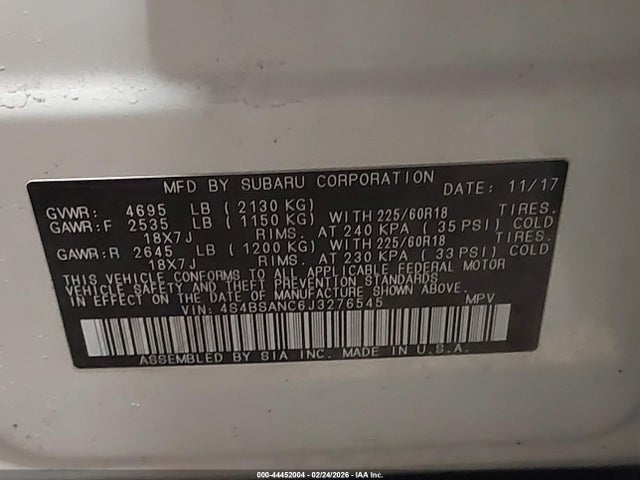 MFD BY SUBARU CORPORATION DATE: 11/17
GVWR: 4695 LB ( 2130 KG)
GAWR:F 2535 LB ( 1150 KG) WITH 225/60R18 TIRES.
18X7J RIMS. AT 240 KPA ( 35 PSI) COLD
GAWR:R 2645 LB ( 1200 KG) WITH 225/60R18 TIRES.
18X7J RIMS. AT 230 KPA ( 33 PSI) COLD
THIS VEHICLE CONFORMS TO ALL APPLICABLE FEDERAL MOTOR
VEHICLE SAFETY AND THEFT PREVENTION STANDARDS
IN EFFECT ON THE DATE OF MANUFACTURE SHOWN ABOVE.
VIN: 4S4BSANC6J3276545 MPV
ASSEMBLED BY SIA INC. MADE IN U.S.A.
000-44452004 - 02/24/2026 - IAA Inc.